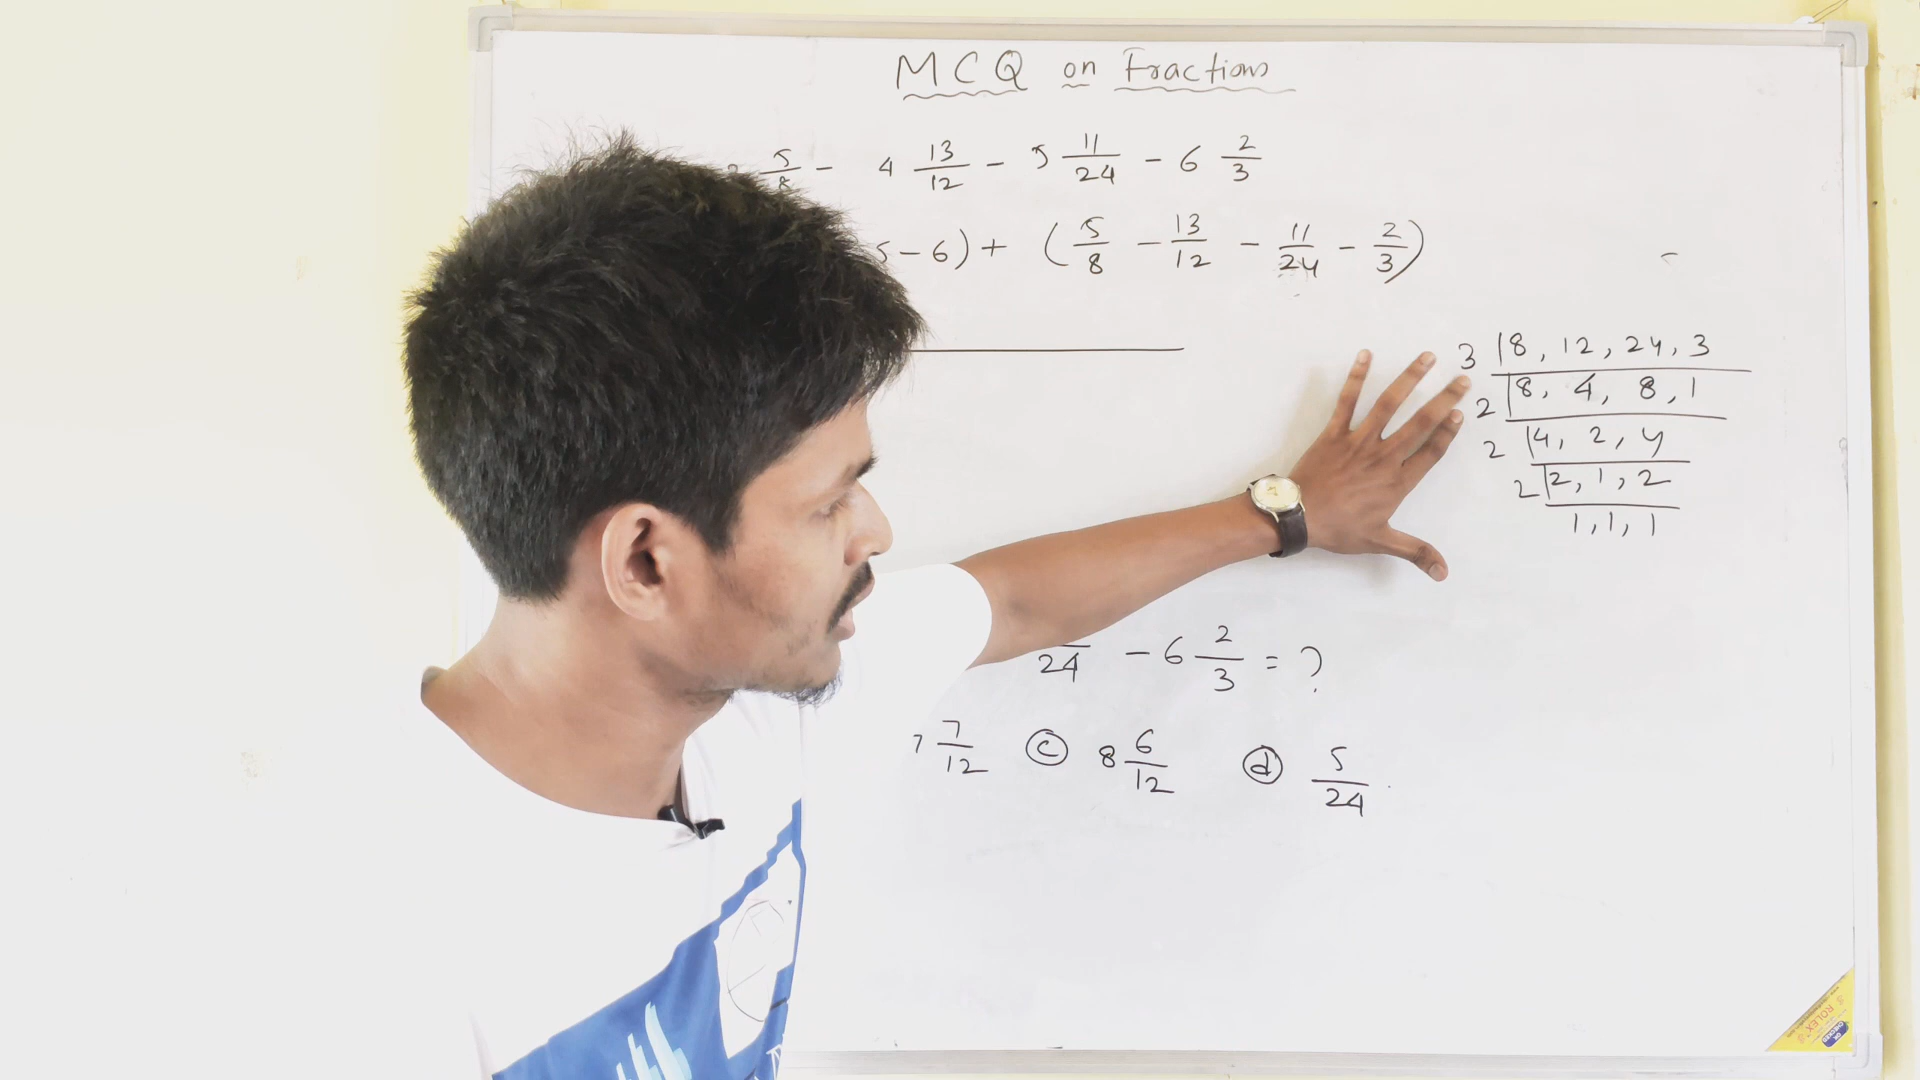 MCQ on Fractions
5/8 - 4 13/12 - 5 11/24 - 6 2/3
5-6) + (5/8 - 13/12 - 11/24 - 2/3)
3 | 8, 12, 24, 3
2 | 8, 4, 8, 1
2 | 4, 2, 4
2 | 2, 1, 2
1, 1, 1
24 - 6 2/3 = ?
7 7/12 ⓒ 8 6/12 ⓓ 5/24
ROLEX